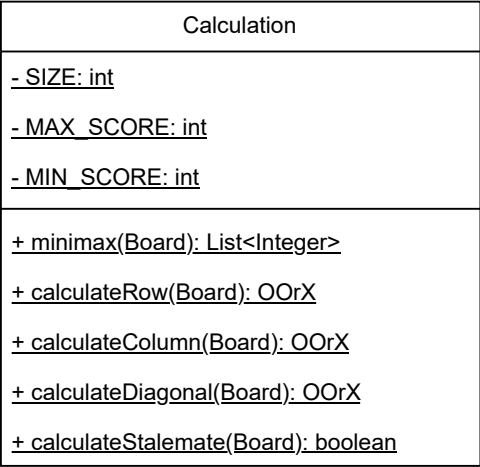 Calculation
- SIZE: int
- MAX_SCORE: int
- MIN_SCORE: int
+ minimax(Board): List<Integer>
+ calculateRow(Board): OOrX
+ calculateColumn(Board): OOrX
+ calculateDiagonal(Board): OOrX
+ calculateStalemate(Board): boolean